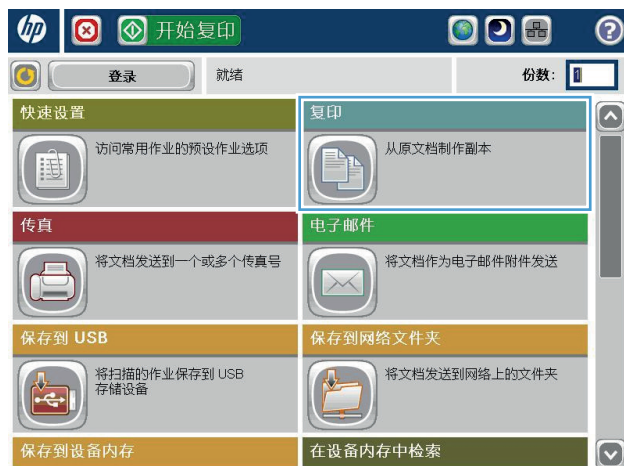 hp
开始复印
?
登录
就绪
份数:
1
快速设置
访问常用作业的预设作业选项
复印
从原文档制作副本
传真
将文档发送到一个或多个传真号
电子邮件
将文档作为电子邮件附件发送
保存到 USB
将扫描的作业保存到 USB
存储设备
保存到网络文件夹
将文档发送到网络上的文件夹
保存到设备内存
在设备内存中检索